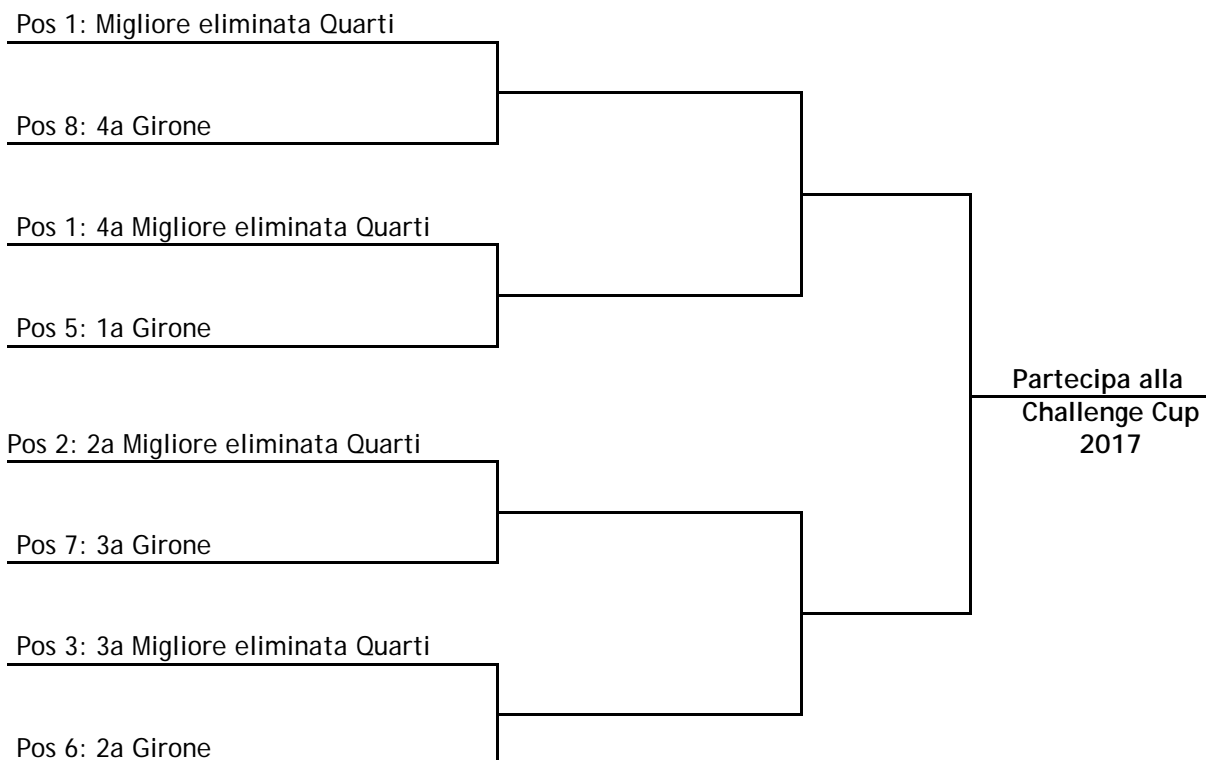 Pos 1: Migliore eliminata Quarti
Pos 8: 4a Girone
Pos 1: 4a Migliore eliminata Quarti
Pos 5: 1a Girone
Partecipa alla
Challenge Cup
2017
Pos 2: 2a Migliore eliminata Quarti
Pos 7: 3a Girone
Pos 3: 3a Migliore eliminata Quarti
Pos 6: 2a Girone